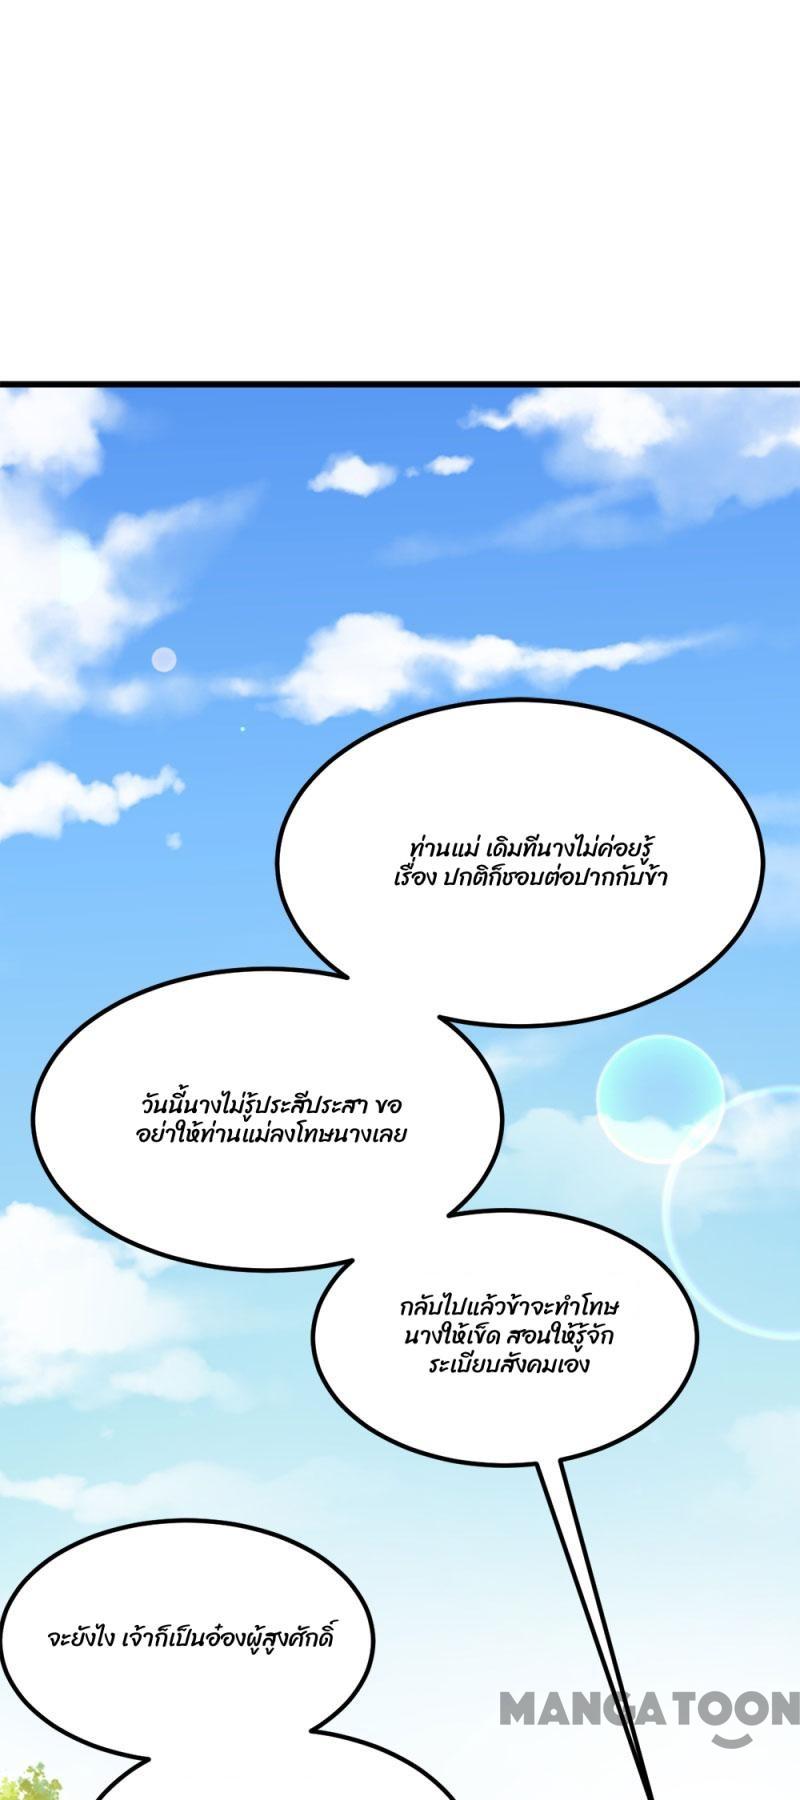 ท่านแม่ เดิมทีนางไม่ค่อยรู้
เรื่อง ปกติก็ชอบต่อปากกับข้า
วันนี้นางไม่รู้ประสีประสา ขอ
อย่าให้ท่านแม่ลงโทษนางเลย
กลับไปแล้วข้าจะทำโทษ
นางให้เข็ด สอนให้รู้จัก
ระเบียบสังคมเอง
จะยังไง เจ้าก็เป็นอ๋องผู้สูงศักดิ์
MANGATOON